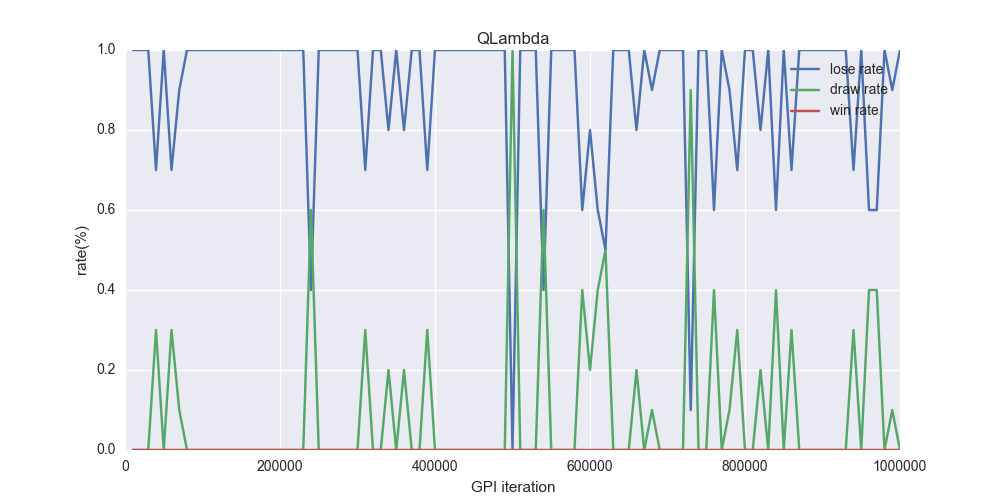 QLambda
1.0
0.8
0.6
0.4
0.2
0.0
rate(%)
lose rate
draw rate
win rate
0
200000
400000
600000
800000
1000000
GPI iteration